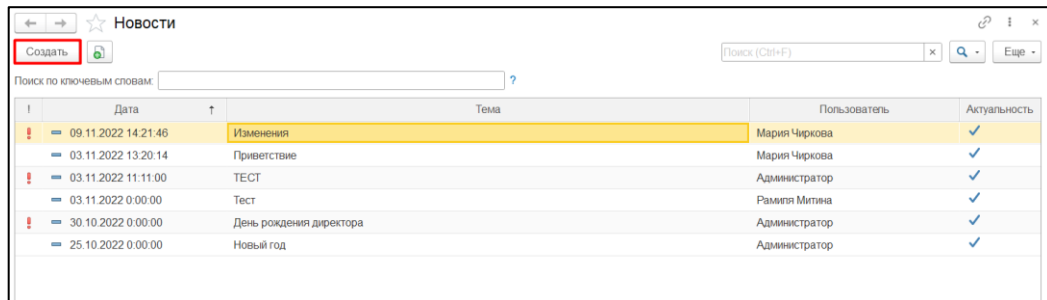 Новости
Создать Поиск (Ctrl+F) × Еще
Поиск по ключевым словам: ?
! Дата ↑ Тема Пользователь Актуальность
09.11.2022 14:21:46 Изменения Мария Чиркова
03.11.2022 13:20:14 Приветствие Мария Чиркова
03.11.2022 11:11:00 ТЕСТ Администратор
03.11.2022 0:00:00 Тест Рамиля Митина
30.10.2022 0:00:00 День рождения директора Администратор
25.10.2022 0:00:00 Новый год Администратор